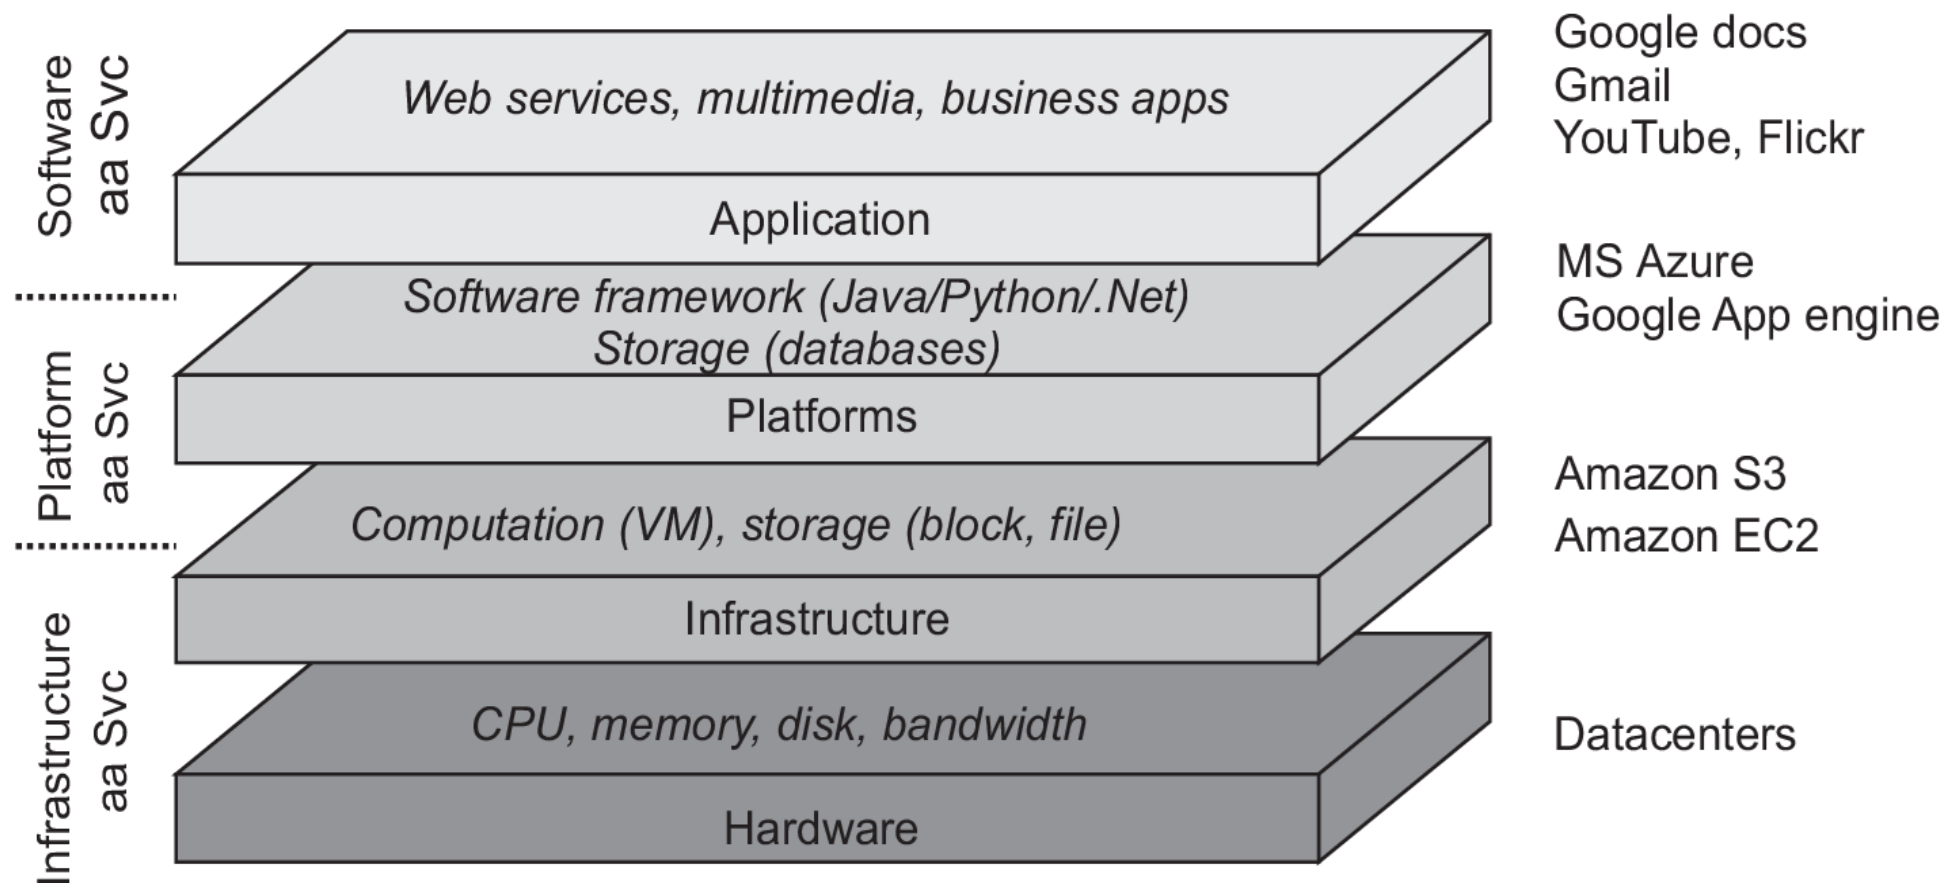 Software
aa Svc
Web services, multimedia, business apps
Application
Google docs
Gmail
YouTube, Flickr
Platform
aa Svc
Software framework (Java/Python/.Net)
Storage (databases)
Platforms
MS Azure
Google App engine
Infrastructure
aa Svc
Computation (VM), storage (block, file)
Infrastructure
Amazon S3
Amazon EC2
CPU, memory, disk, bandwidth
Hardware
Datacenters